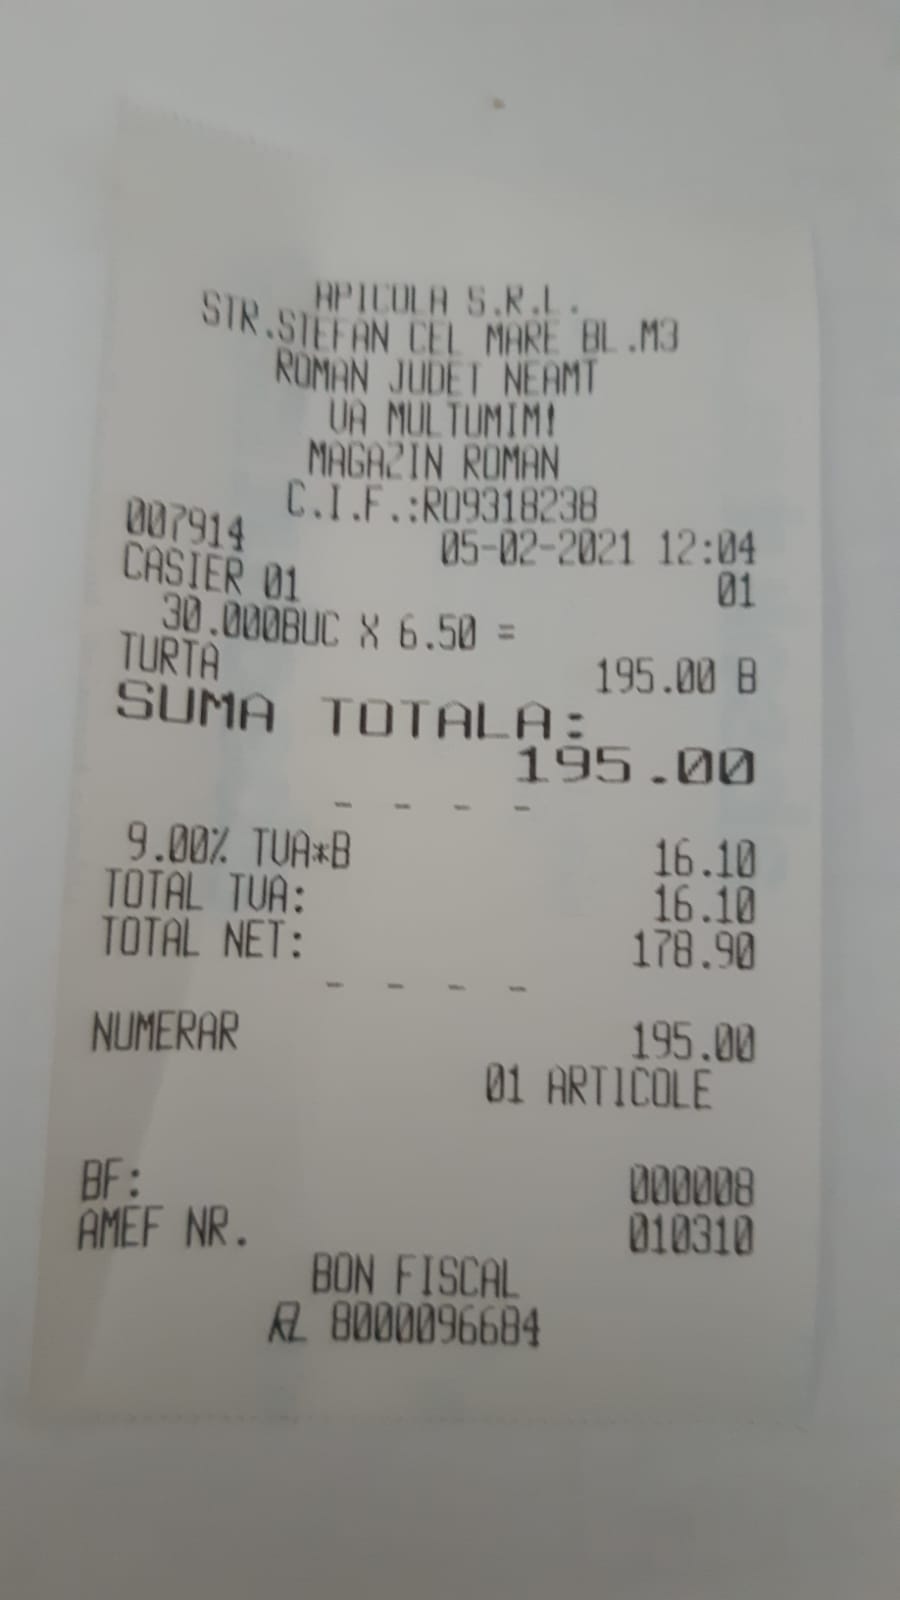 APICOLA S.R.L.
STR.STEFAN CEL MARE BL.M3
ROMAN JUDET NEAMT
VA MULTUMIM!
MAGAZIN ROMAN
C.I.F.:RO9318238
007914 05-02-2021 12:04
CASIER 01 01
30.000BUC X 6.50 =
TURTA 195.00 B
SUMA TOTALA:
195.00
- - - -
9.00% TVA*B 16.10
TOTAL TVA: 16.10
TOTAL NET: 178.90
- - - -
NUMERAR 195.00
01 ARTICOLE
BF: 000008
AMEF NR. 010310
BON FISCAL
8000096684